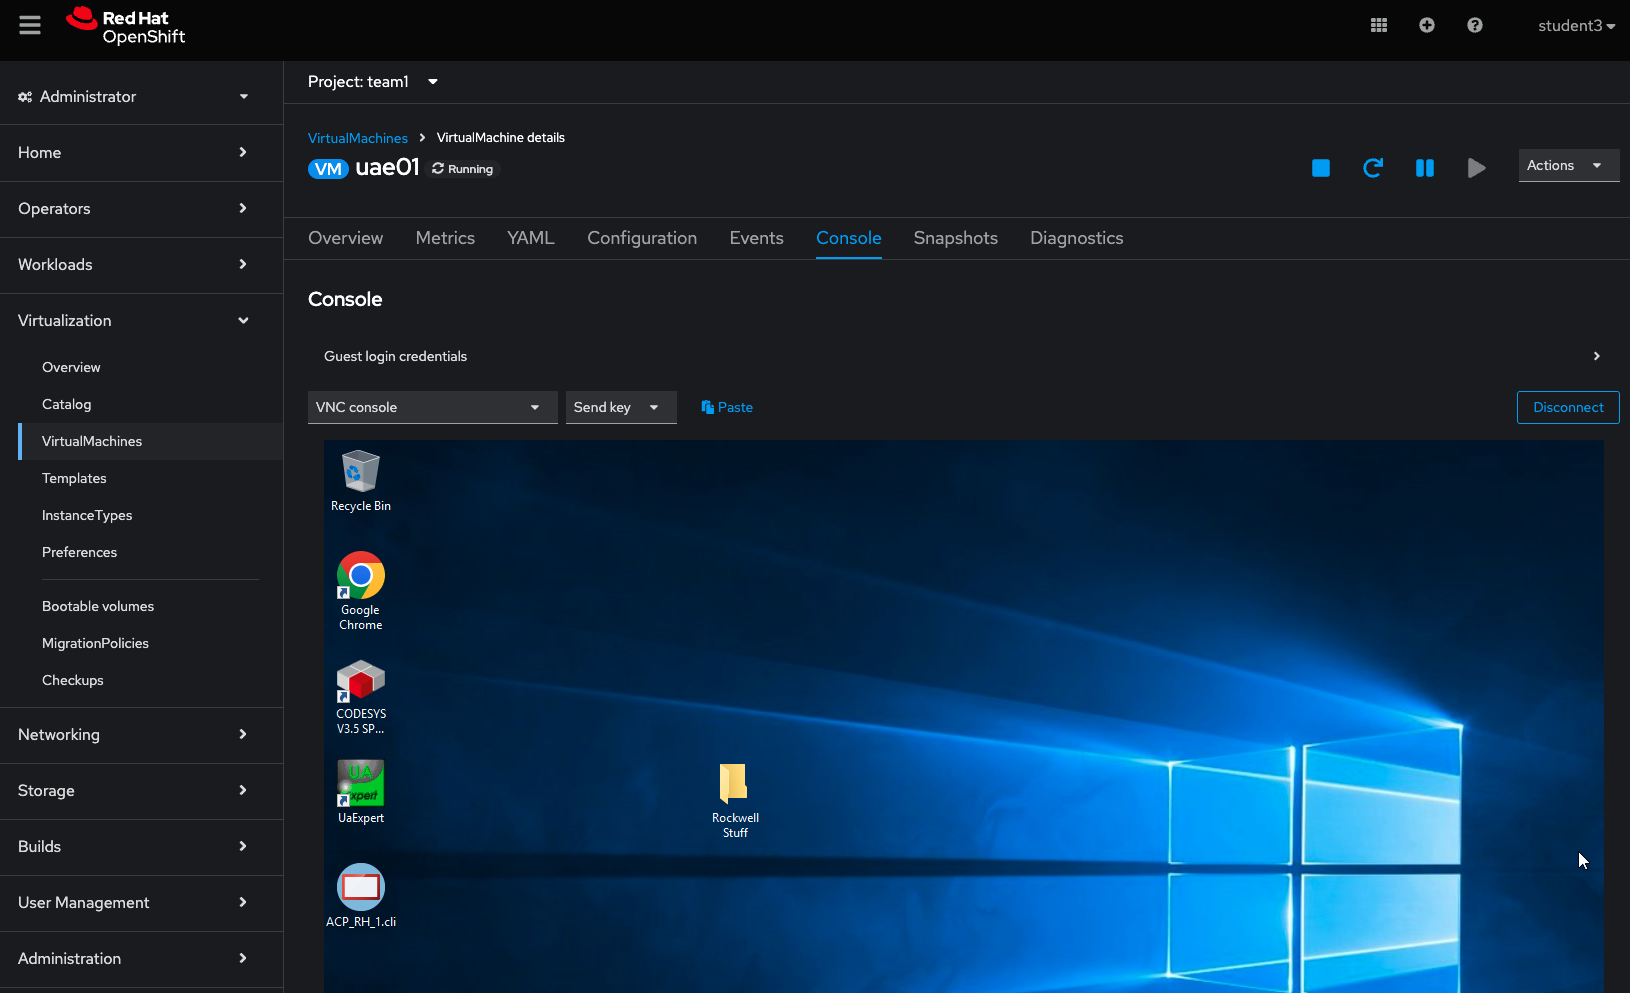 Red Hat
OpenShift
student3
Administrator
Home
Operators
Workloads
Virtualization
Overview
Catalog
VirtualMachines
Templates
InstanceTypes
Preferences
Bootable volumes
MigrationPolicies
Checkups
Networking
Storage
Builds
User Management
Administration
Project: team1
VirtualMachines
VirtualMachine details
VM uae01 Running
Actions
Overview Metrics YAML Configuration Events Console Snapshots Diagnostics
Console
Guest login credentials
VNC console Send key Paste Disconnect
Recycle Bin
Google
Chrome
CODESYS
V3.5 SP...
UA
expert
UaExpert
Rockwell
Stuff
ACP_RH_1.cli